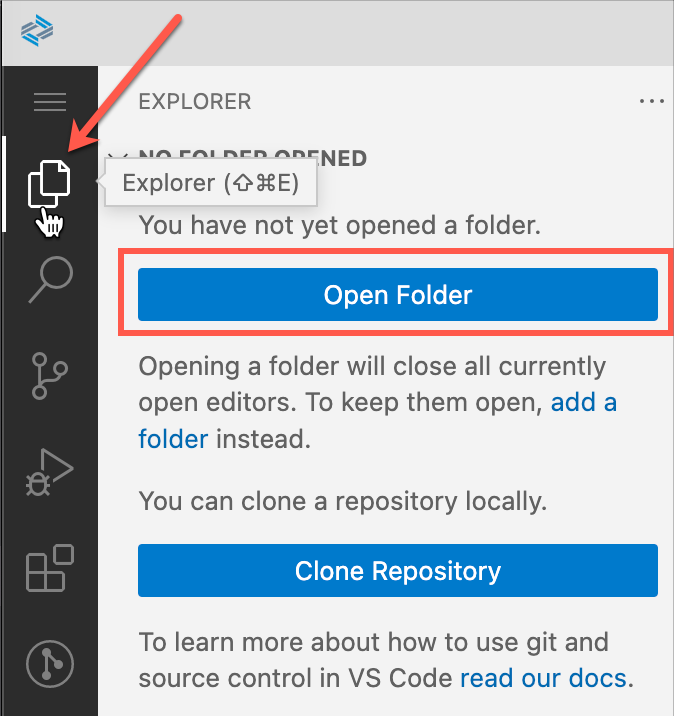 EXPLORER
NO FOLDER OPENED
Explorer (⇧⌘E)
You have not yet opened a folder.
Open Folder
Opening a folder will close all currently
open editors. To keep them open, add a
folder instead.
You can clone a repository locally.
Clone Repository
To learn more about how to use git and
source control in VS Code read our docs.